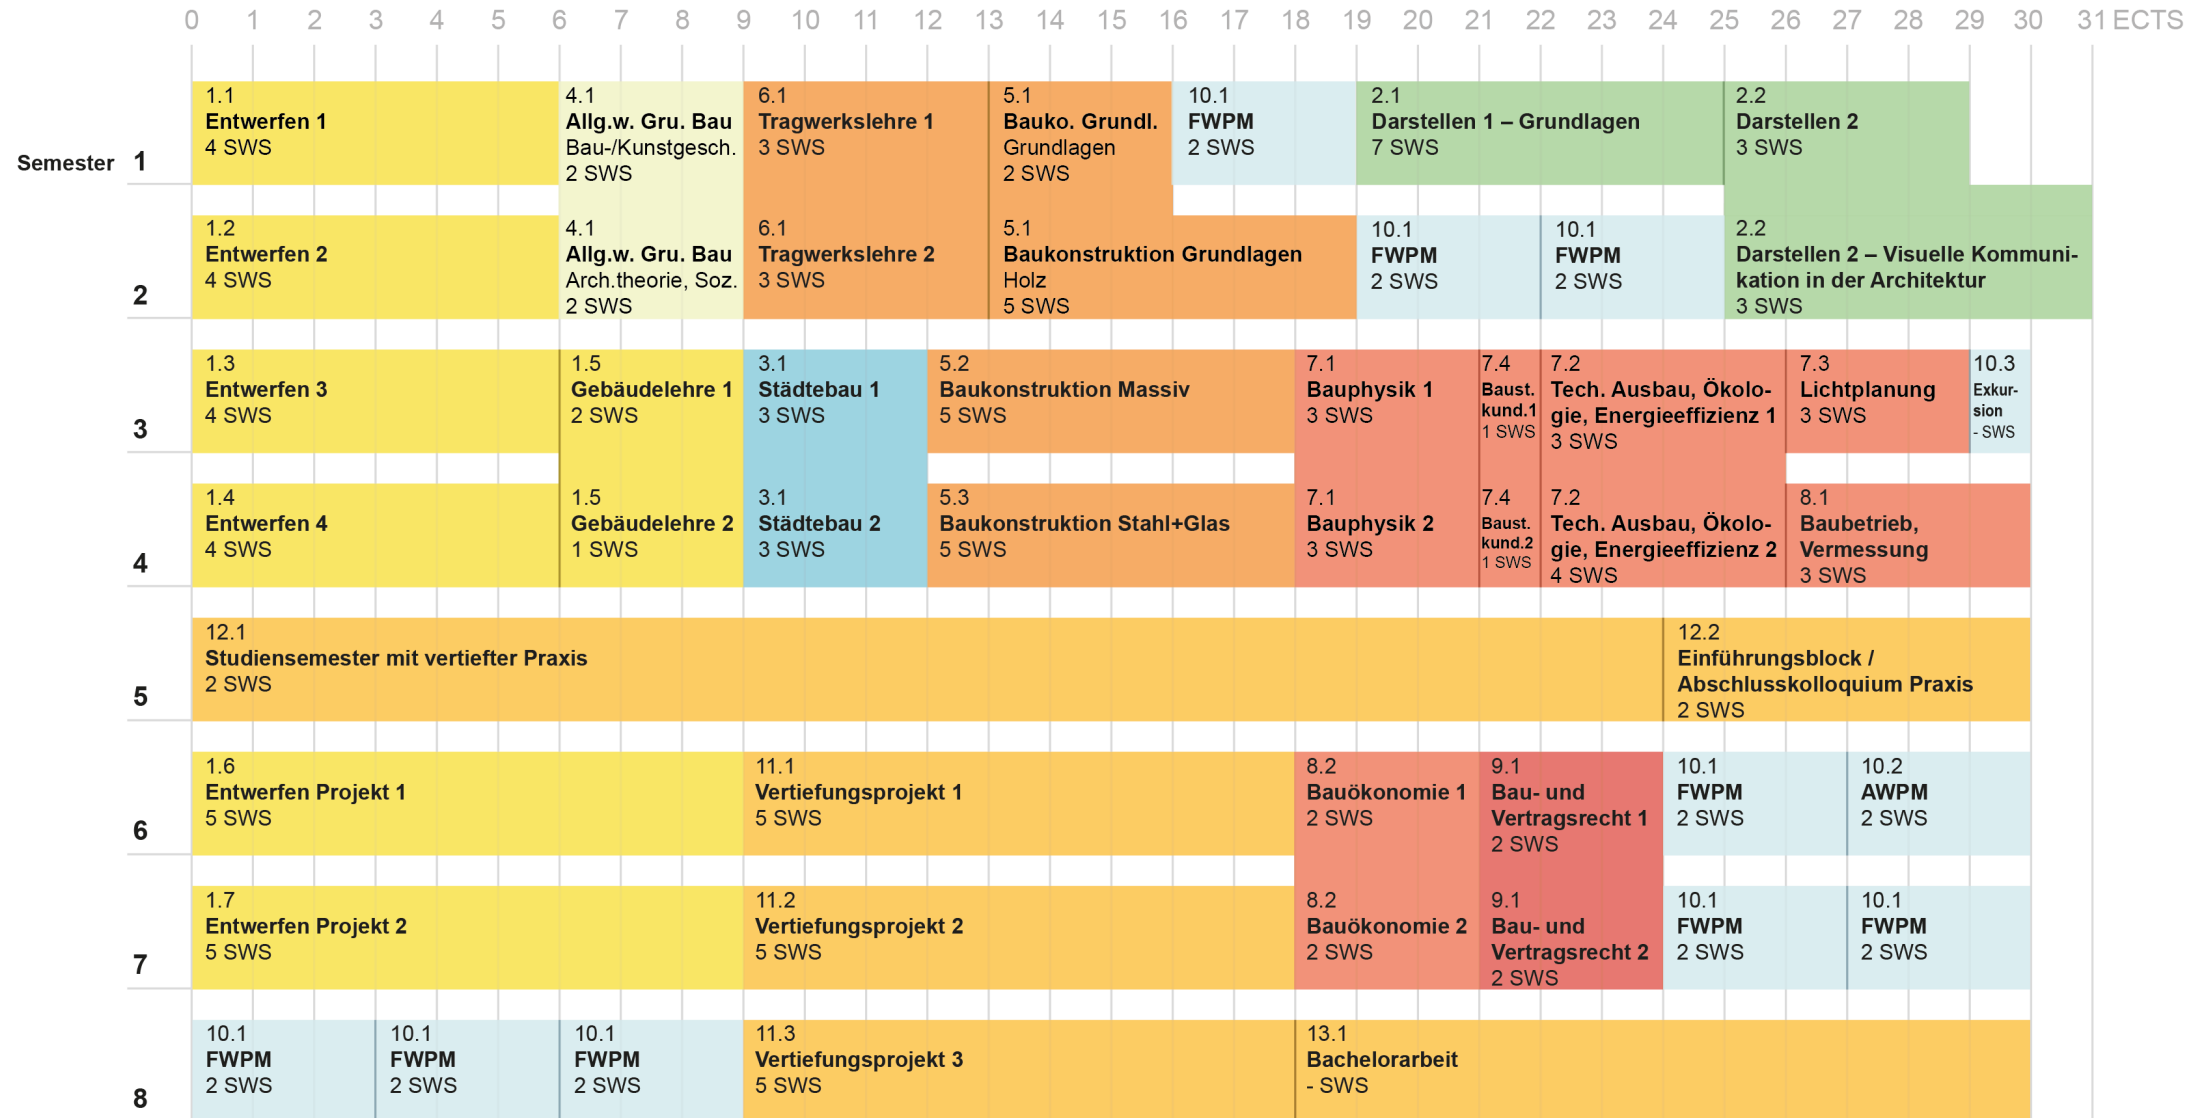 0 1 2 3 4 5 6 7 8 9 10 11 12 13 14 15 16 17 18 19 20 21 22 23 24 25 26 27 28 29 30 31 ECTS
Semester 1
1.1
Entwerfen 1
4 SWS
4.1
Allg.w. Gru. Bau
Bau-/Kunstgesch.
2 SWS
6.1
Tragwerkslehre 1
3 SWS
5.1
Bauko. Grundl.
Grundlagen
2 SWS
10.1
FWPM
2 SWS
2.1
Darstellen 1 – Grundlagen
7 SWS
2.2
Darstellen 2
3 SWS
2
1.2
Entwerfen 2
4 SWS
4.1
Allg.w. Gru. Bau
Arch.theorie, Soz.
2 SWS
6.1
Tragwerkslehre 2
3 SWS
5.1
Baukonstruktion Grundlagen
Holz
5 SWS
10.1
FWPM
2 SWS
10.1
FWPM
2 SWS
2.2
Darstellen 2 – Visuelle Kommuni-
kation in der Architektur
3 SWS
3
1.3
Entwerfen 3
4 SWS
1.5
Gebäudelehre 1
2 SWS
3.1
Städtebau 1
3 SWS
5.2
Baukonstruktion Massiv
5 SWS
7.1
Bauphysik 1
3 SWS
7.4
Baust.
kund.1
1 SWS
7.2
Tech. Ausbau, Ökolo-
gie, Energieeffizienz 1
3 SWS
7.3
Lichtplanung
3 SWS
10.3
Exkur-
sion
- SWS
4
1.4
Entwerfen 4
4 SWS
1.5
Gebäudelehre 2
1 SWS
3.1
Städtebau 2
3 SWS
5.3
Baukonstruktion Stahl+Glas
5 SWS
7.1
Bauphysik 2
3 SWS
7.4
Baust.
kund.2
1 SWS
7.2
Tech. Ausbau, Ökolo-
gie, Energieeffizienz 2
4 SWS
8.1
Baubetrieb,
Vermessung
3 SWS
5
12.1
Studiensemester mit vertiefter Praxis
2 SWS
12.2
Einführungsblock /
Abschlusskolloquium Praxis
2 SWS
6
1.6
Entwerfen Projekt 1
5 SWS
11.1
Vertiefungsprojekt 1
5 SWS
8.2
Bauökonomie 1
2 SWS
9.1
Bau- und
Vertragsrecht 1
2 SWS
10.1
FWPM
2 SWS
10.2
AWPM
2 SWS
7
1.7
Entwerfen Projekt 2
5 SWS
11.2
Vertiefungsprojekt 2
5 SWS
8.2
Bauökonomie 2
2 SWS
9.1
Bau- und
Vertragsrecht 2
2 SWS
10.1
FWPM
2 SWS
10.1
FWPM
2 SWS
8
10.1
FWPM
2 SWS
10.1
FWPM
2 SWS
10.1
FWPM
2 SWS
11.3
Vertiefungsprojekt 3
5 SWS
13.1
Bachelorarbeit
- SWS